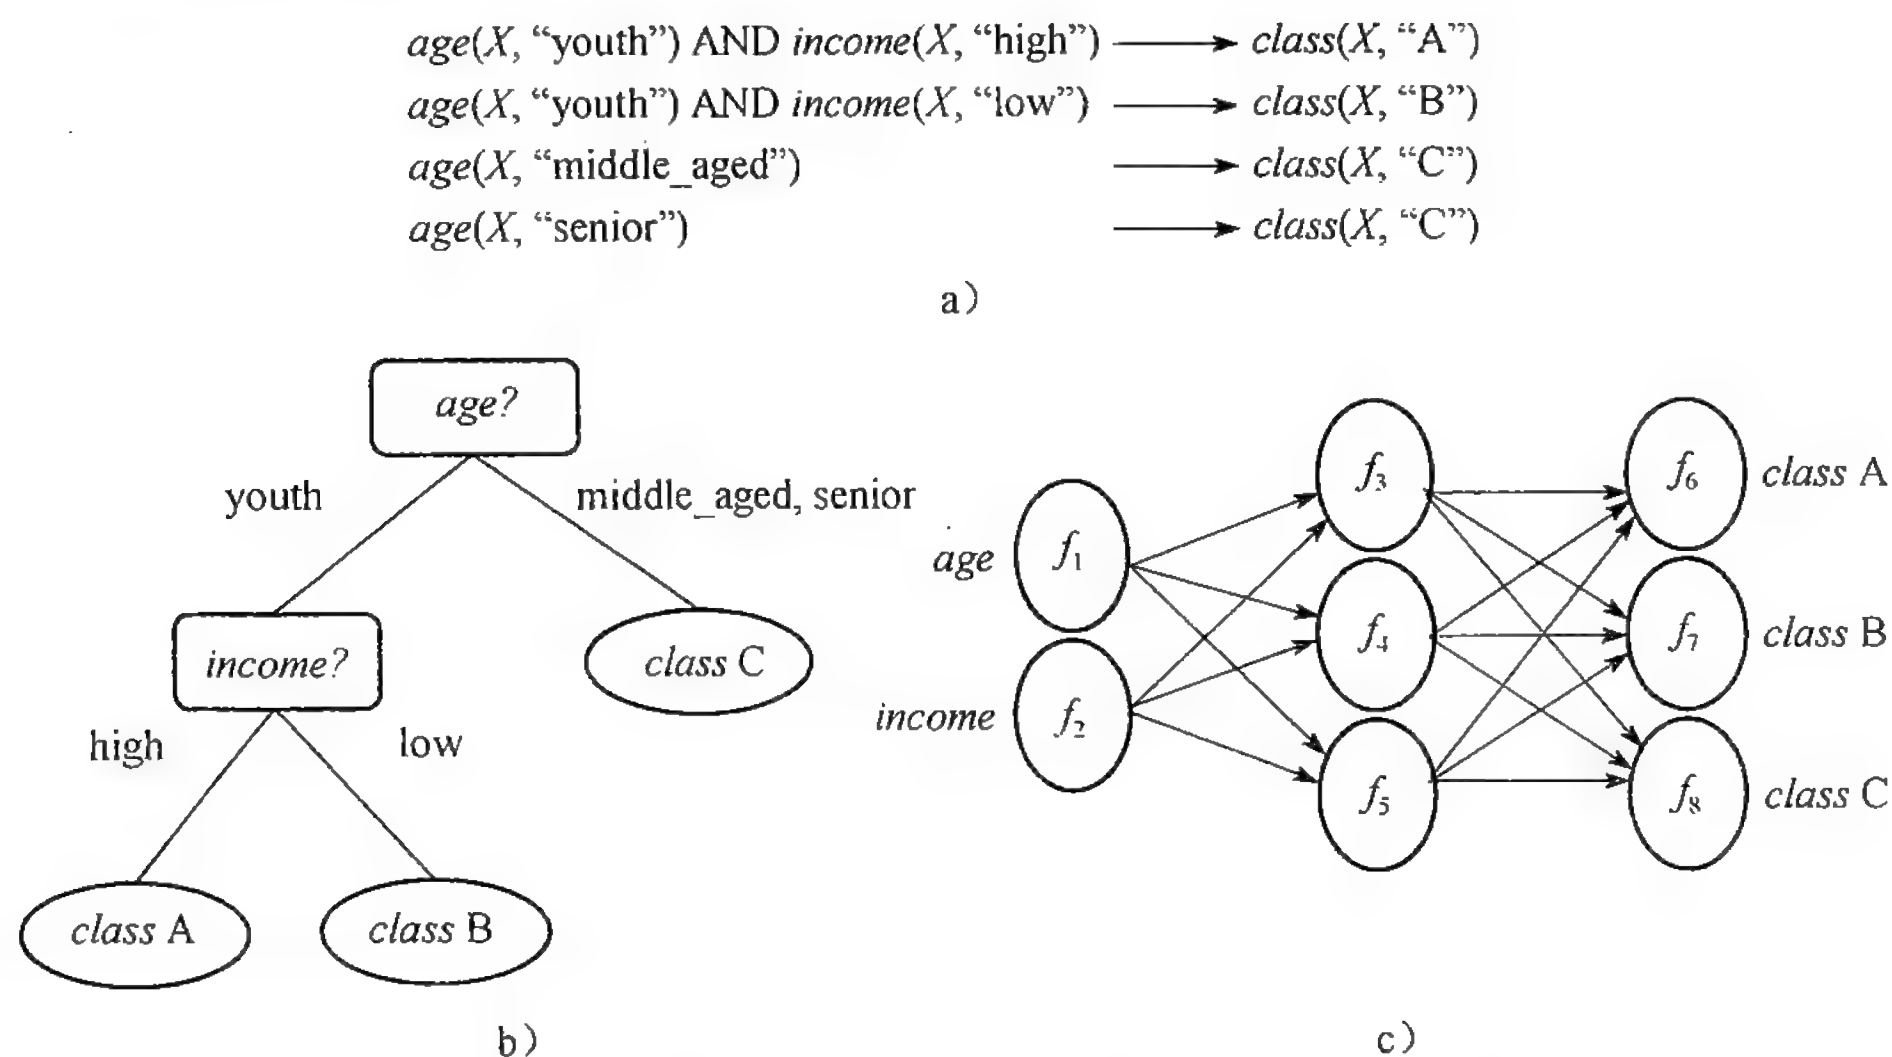 age(X, “youth”) AND income(X, “high”) ⟶ class(X, “A”)
age(X, “youth”) AND income(X, “low”) ⟶ class(X, “B”)
age(X, “middle_aged”) ⟶ class(X, “C”)
age(X, “senior”) ⟶ class(X, “C”)
a）
age?
youth
middle_aged, senior
income?
class C
high
low
class A
class B
b）
age
f₁
income
f₂
f₃
f₄
f₅
f₆
class A
f₇
class B
f₈
class C
c）